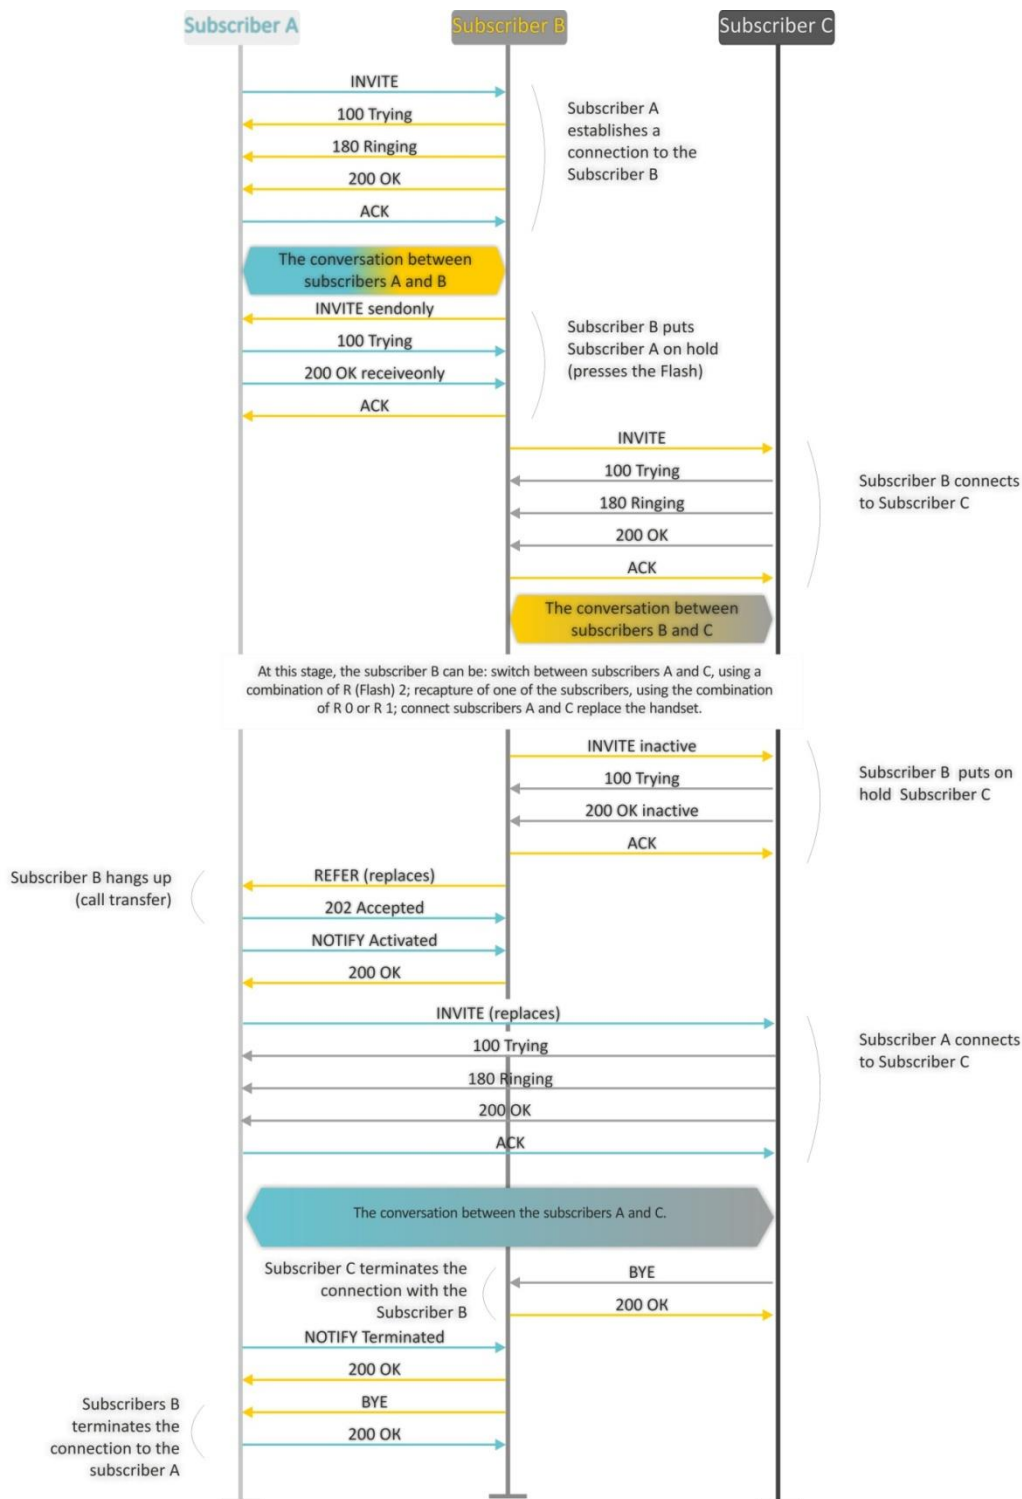 Subscriber A
Subscriber B
Subscriber C
INVITE
100 Trying
180 Ringing
200 OK
ACK
Subscriber A
establishes a
connection to the
Subscriber B
The conversation between
subscribers A and B
INVITE sendonly
100 Trying
200 OK receiveonly
ACK
Subscriber B puts
Subscriber A on hold
(presses the Flash)
INVITE
100 Trying
180 Ringing
200 OK
ACK
Subscriber B connects
to Subscriber C
The conversation between
subscribers B and C
At this stage, the subscriber B can be: switch between subscribers A and C, using a
combination of R (Flash) 2; recapture of one of the subscribers, using the combination
of R 0 or R 1; connect subscribers A and C replace the handset.
INVITE inactive
100 Trying
200 OK inactive
ACK
Subscriber B puts on
hold Subscriber C
Subscriber B hangs up
(call transfer)
REFER (replaces)
202 Accepted
NOTIFY Activated
200 OK
INVITE (replaces)
100 Trying
180 Ringing
200 OK
ACK
Subscriber A connects
to Subscriber C
The conversation between the subscribers A and C.
Subscriber C terminates the
connection with the
Subscriber B
BYE
200 OK
NOTIFY Terminated
200 OK
BYE
200 OK
Subscribers B
terminates the
connection to the
subscriber A